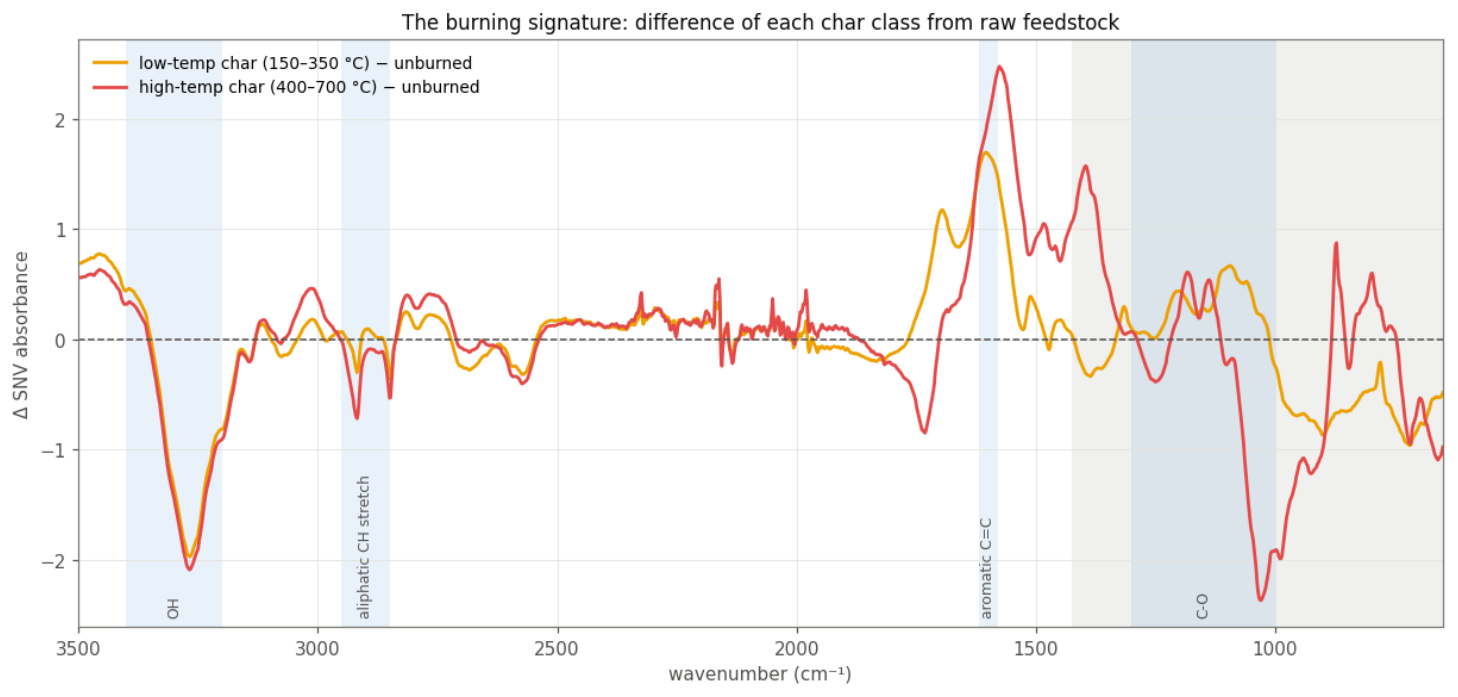 The burning signature: difference of each char class from raw feedstock
low-temp char (150–350 °C) − unburned
high-temp char (400–700 °C) − unburned
Δ SNV absorbance
2
1
0
−1
−2
OH
aliphatic CH stretch
aromatic C=C
C-O
3500
3000
2500
2000
1500
1000
wavenumber (cm⁻¹)